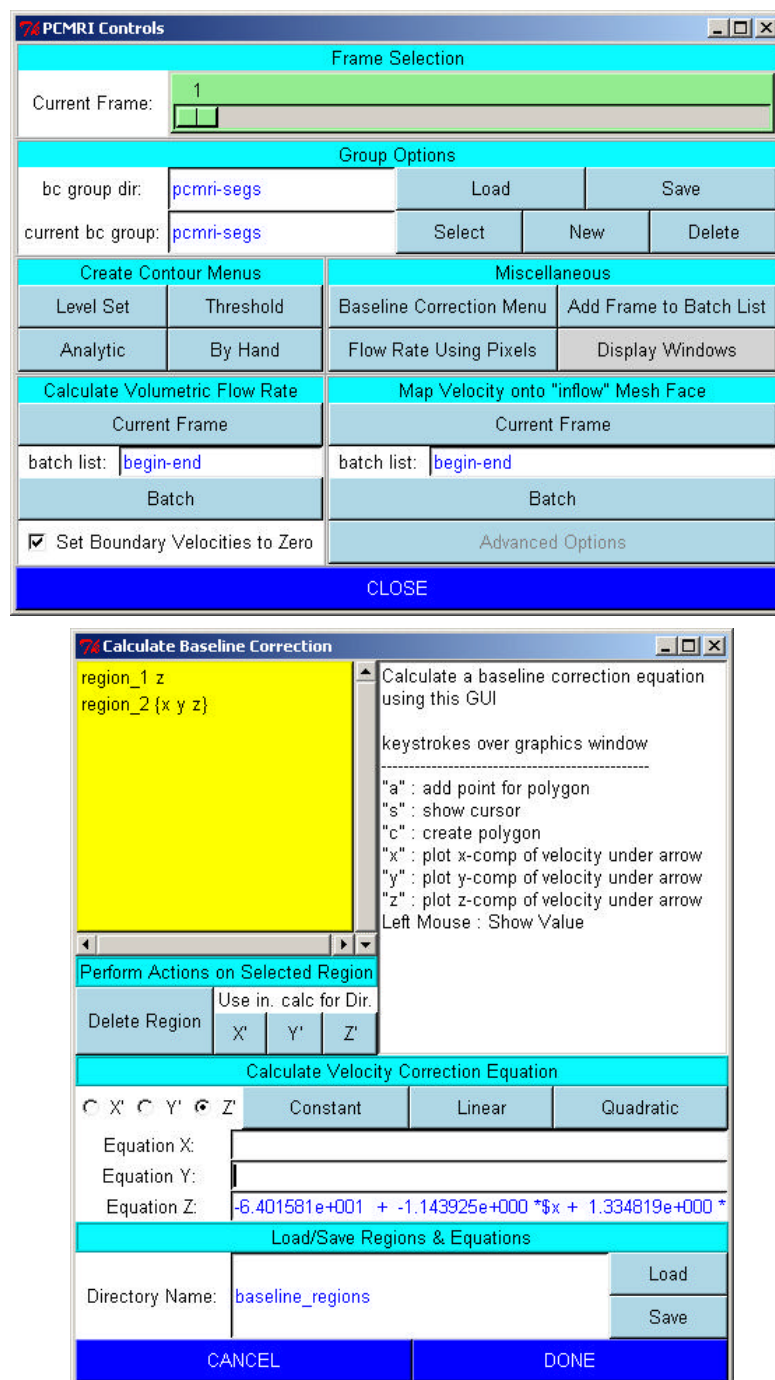 PCMRI Controls
Frame Selection
Current Frame: 1
Group Options
bc group dir: pcmri-segs Load Save
current bc group: pcmri-segs Select New Delete
Create Contour Menus Miscellaneous
Level Set Threshold Baseline Correction Menu Add Frame to Batch List
Analytic By Hand Flow Rate Using Pixels Display Windows
Calculate Volumetric Flow Rate Map Velocity onto "inflow" Mesh Face
Current Frame Current Frame
batch list: begin-end batch list: begin-end
Batch Batch
Set Boundary Velocities to Zero Advanced Options
CLOSE
Calculate Baseline Correction
region_1 z
region_2 {x y z}
Calculate a baseline correction equation
using this GUI
keystrokes over graphics window
--------------------------------------------------
"a" : add point for polygon
"s" : show cursor
"c" : create polygon
"x" : plot x-comp of velocity under arrow
"y" : plot y-comp of velocity under arrow
"z" : plot z-comp of velocity under arrow
Left Mouse : Show Value
Perform Actions on Selected Region
Delete Region Use in. calc for Dir.
X' Y' Z'
Calculate Velocity Correction Equation
X' Y' Z' Constant Linear Quadratic
Equation X:
Equation Y:
Equation Z: -6.401581e+001 + -1.143925e+000 *$x + 1.334819e+000 *
Load/Save Regions & Equations
Directory Name: baseline_regions Load
Save
CANCEL DONE